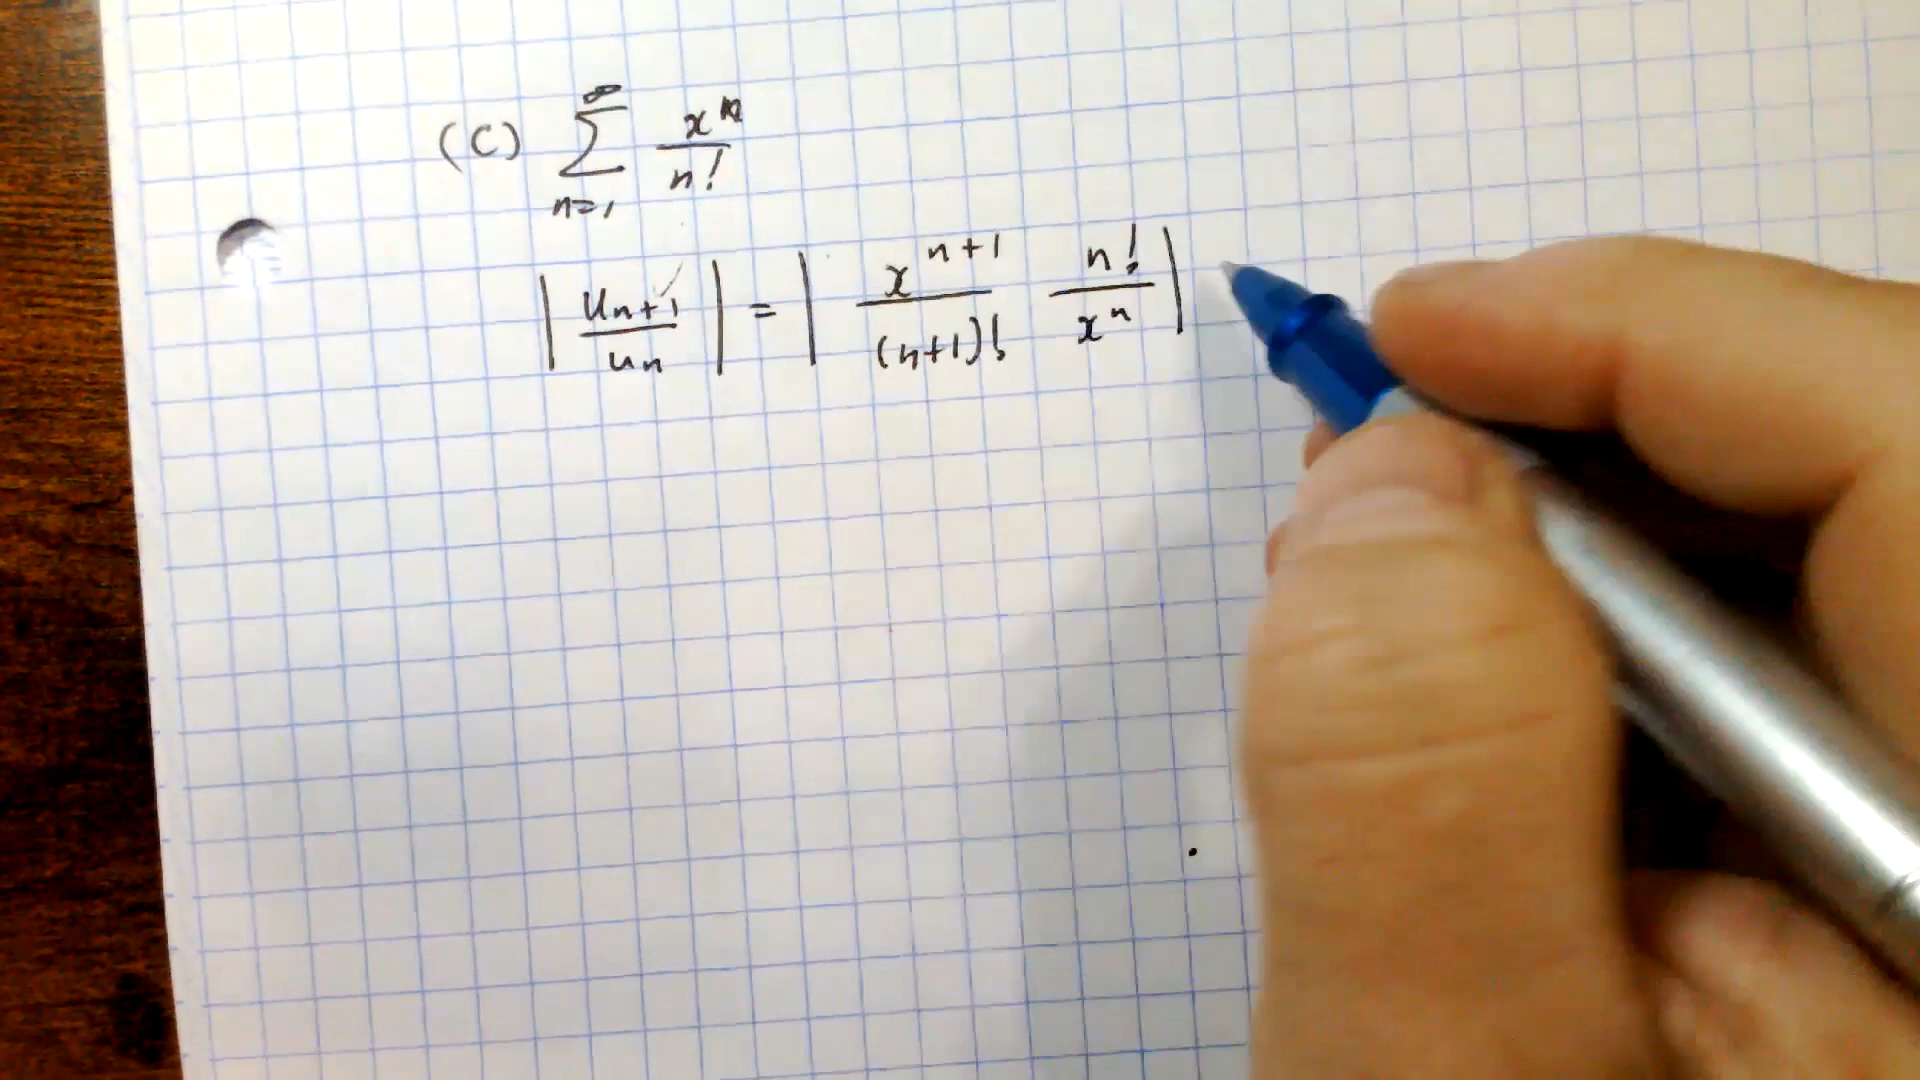 (C) ∑_{n=1}^{∞} x^n / n!
| u_{n+1} / u_n | = | x^{n+1} / (n+1)! n! / x^n |